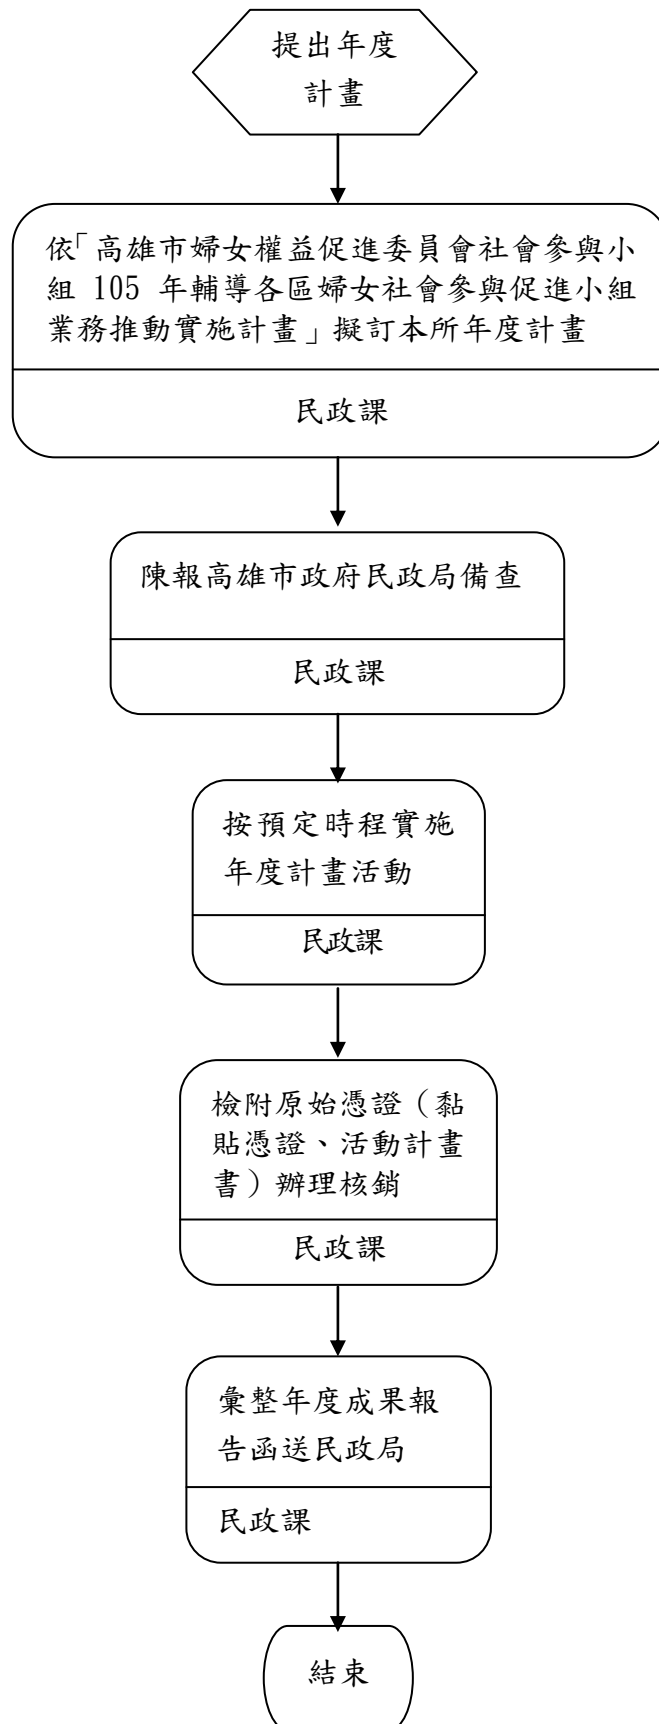 提出年度
計畫
依「高雄市婦女權益促進委員會社會參與小
組 105 年輔導各區婦女社會參與促進小組
業務推動實施計畫」擬訂本所年度計畫
民政課
陳報高雄市政府民政局備查
民政課
按預定時程實施
年度計畫活動
民政課
檢附原始憑證（黏
貼憑證、活動計畫
書）辦理核銷
民政課
彙整年度成果報
告函送民政局
民政課
結束